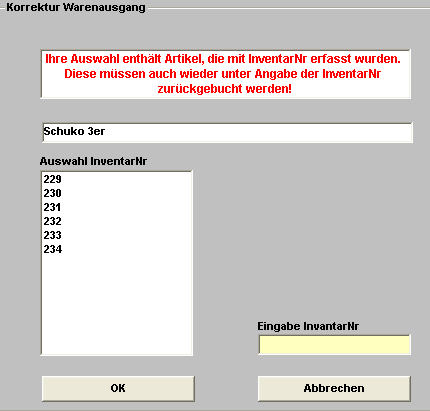 Korrektur Warenausgang
Ihre Auswahl enthält Artikel, die mit InventarNr erfasst wurden.
Diese müssen auch wieder unter Angabe der InventarNr
zurückgebucht werden!
Schuko 3er
Auswahl InventarNr
229
230
231
232
233
234
Eingabe InvantarNr
OK
Abbrechen